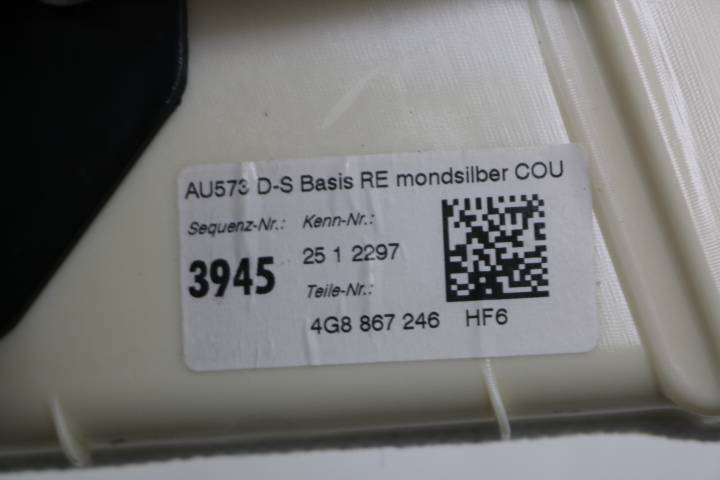 AU573 D-S Basis RE mondsilber COU
Sequenz-Nr.: Kenn-Nr.:
3945 25 1 2297
Teile-Nr.:
4G8 867 246 HF6